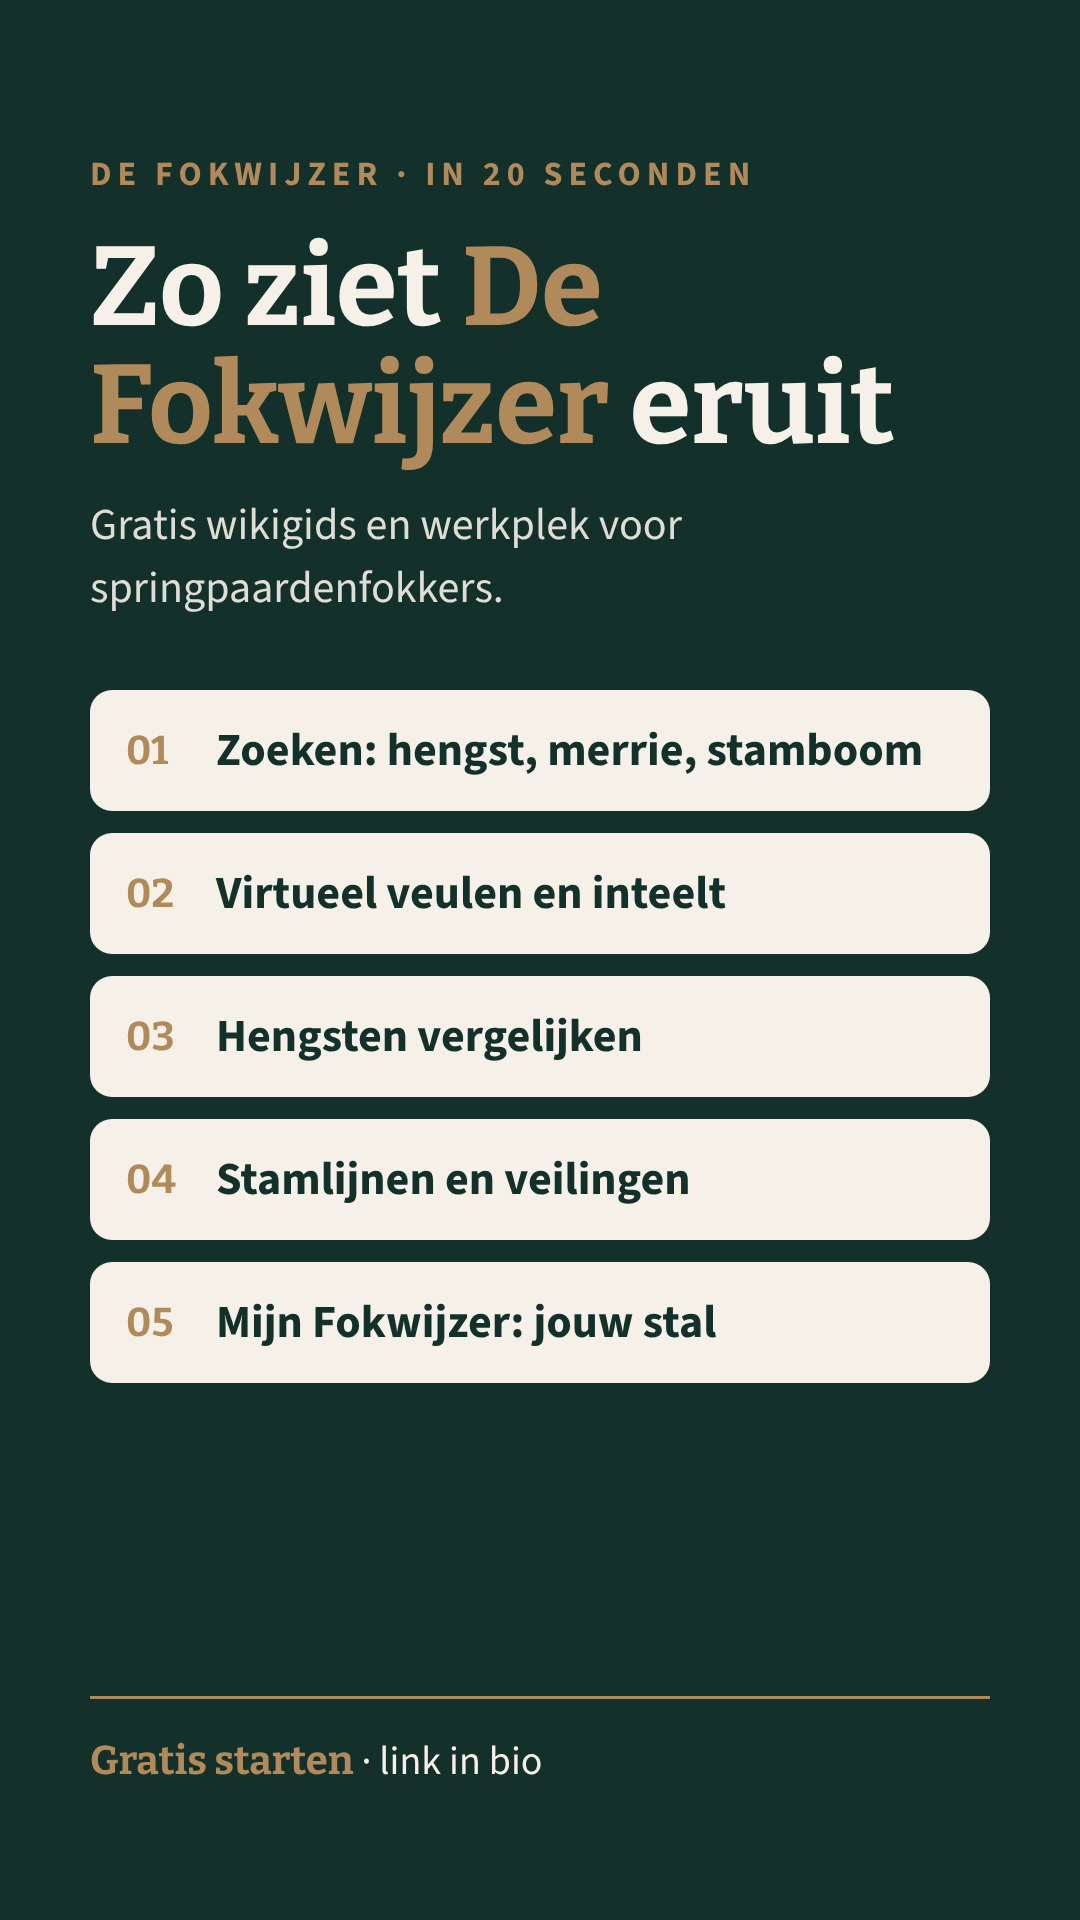 DE FOKWIJZER · IN 20 SECONDEN
Zo ziet De
Fokwijzer eruit
Gratis wikigids en werkplek voor
springpaardenfokkers.
01 Zoeken: hengst, merrie, stamboom
02 Virtueel veulen en inteelt
03 Hengsten vergelijken
04 Stamlijnen en veilingen
05 Mijn Fokwijzer: jouw stal
Gratis starten · link in bio